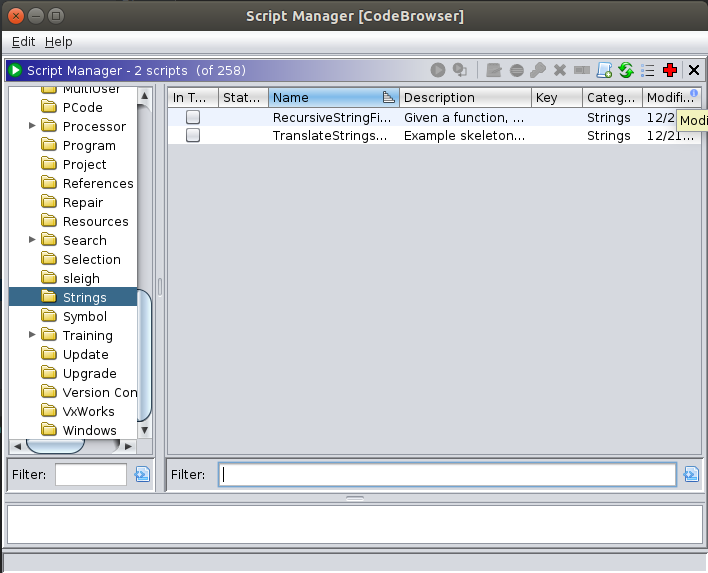 Script Manager [CodeBrowser]
Edit Help
Script Manager - 2 scripts (of 258)
MultiUser
PCode
Processor
Program
Project
References
Repair
Resources
Search
Selection
sleigh
Strings
Symbol
Training
Update
Upgrade
Version Con
VxWorks
Windows
Filter:
In T... Stat... Name Description Key Categ... Modifi...
RecursiveStringFi... Given a function, ... Strings 12/2
TranslateStrings... Example skeleton... Strings 12/21...
Modi
Filter: